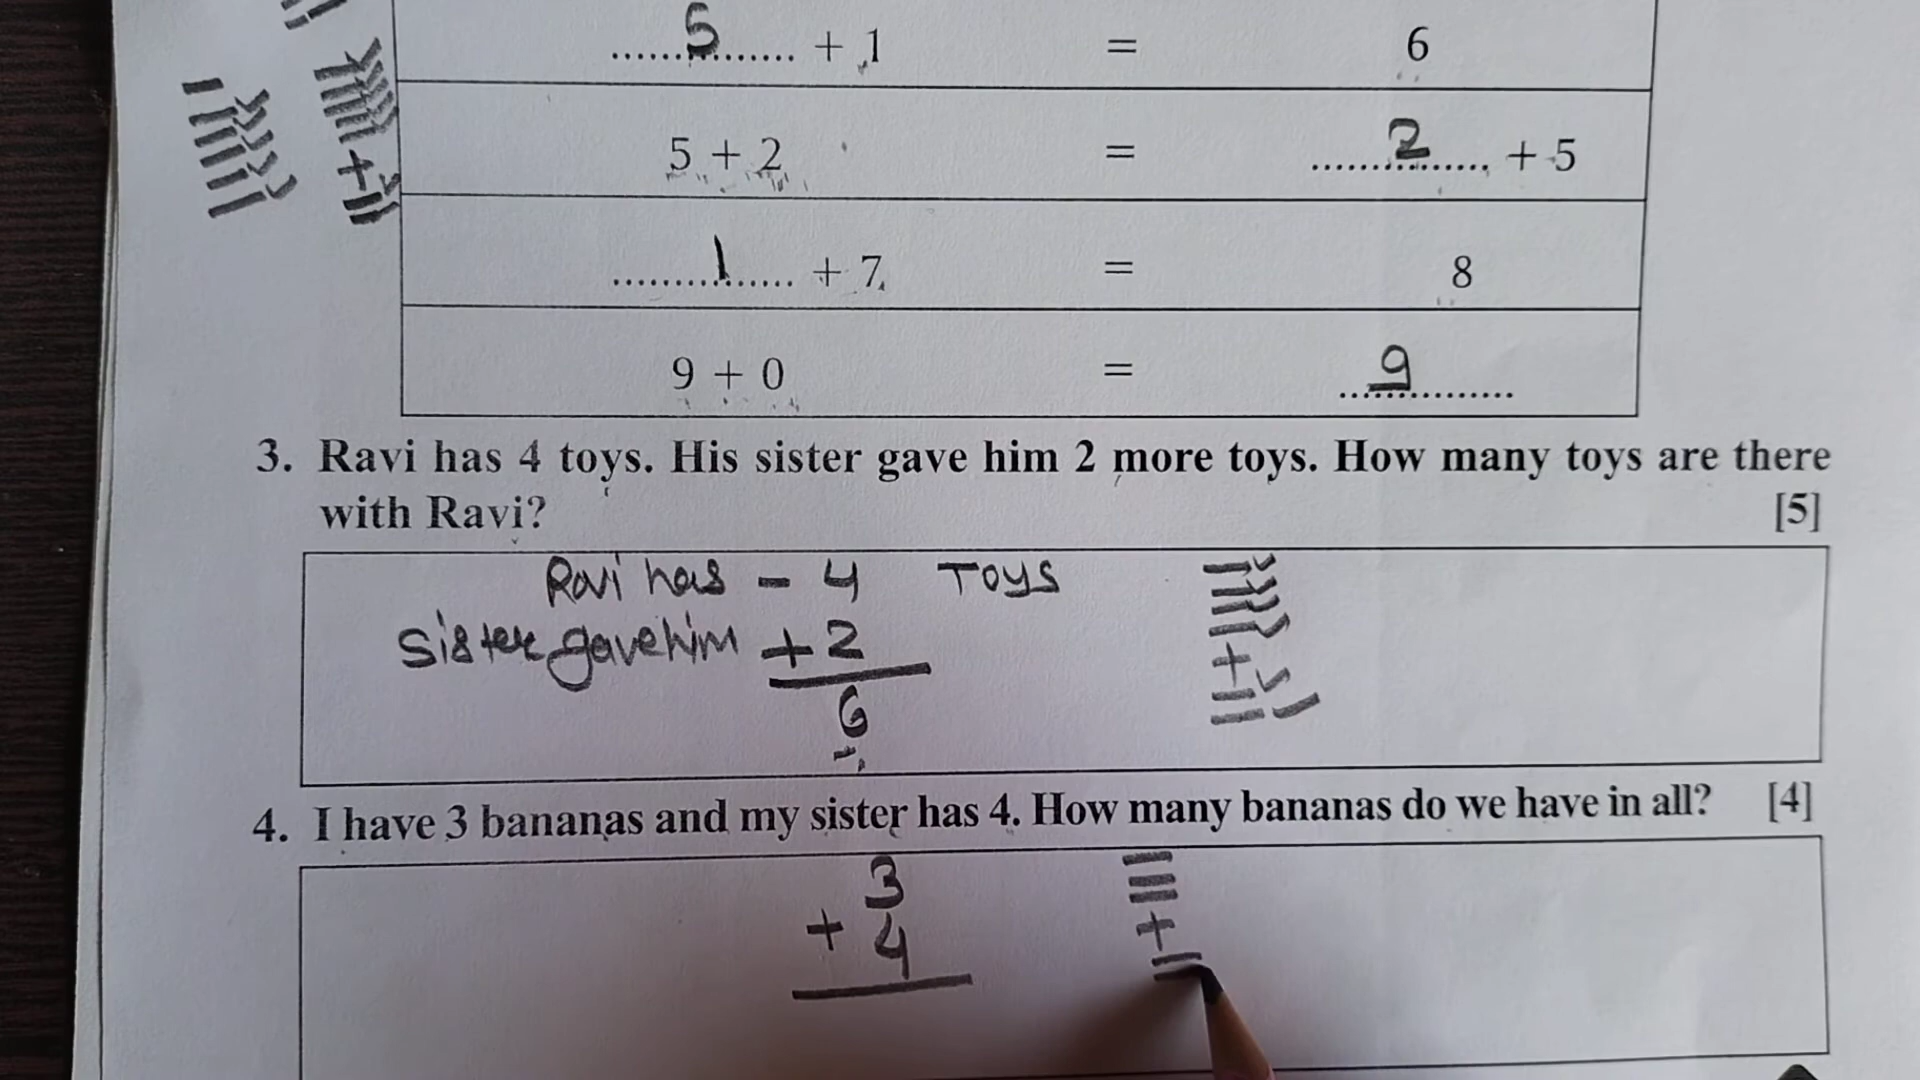 .......5....... + 1 = 6
5 + 2 = .......2......., + 5
.......1....... + 7 = 8
9 + 0 = ...9...........
3. Ravi has 4 toys. His sister gave him 2 more toys. How many toys are there
with Ravi? [5]
Ravi has - 4 TOYS
Sister gave him + 2
6
4. I have 3 bananas and my sister has 4. How many bananas do we have in all? [4]
3
+ 4